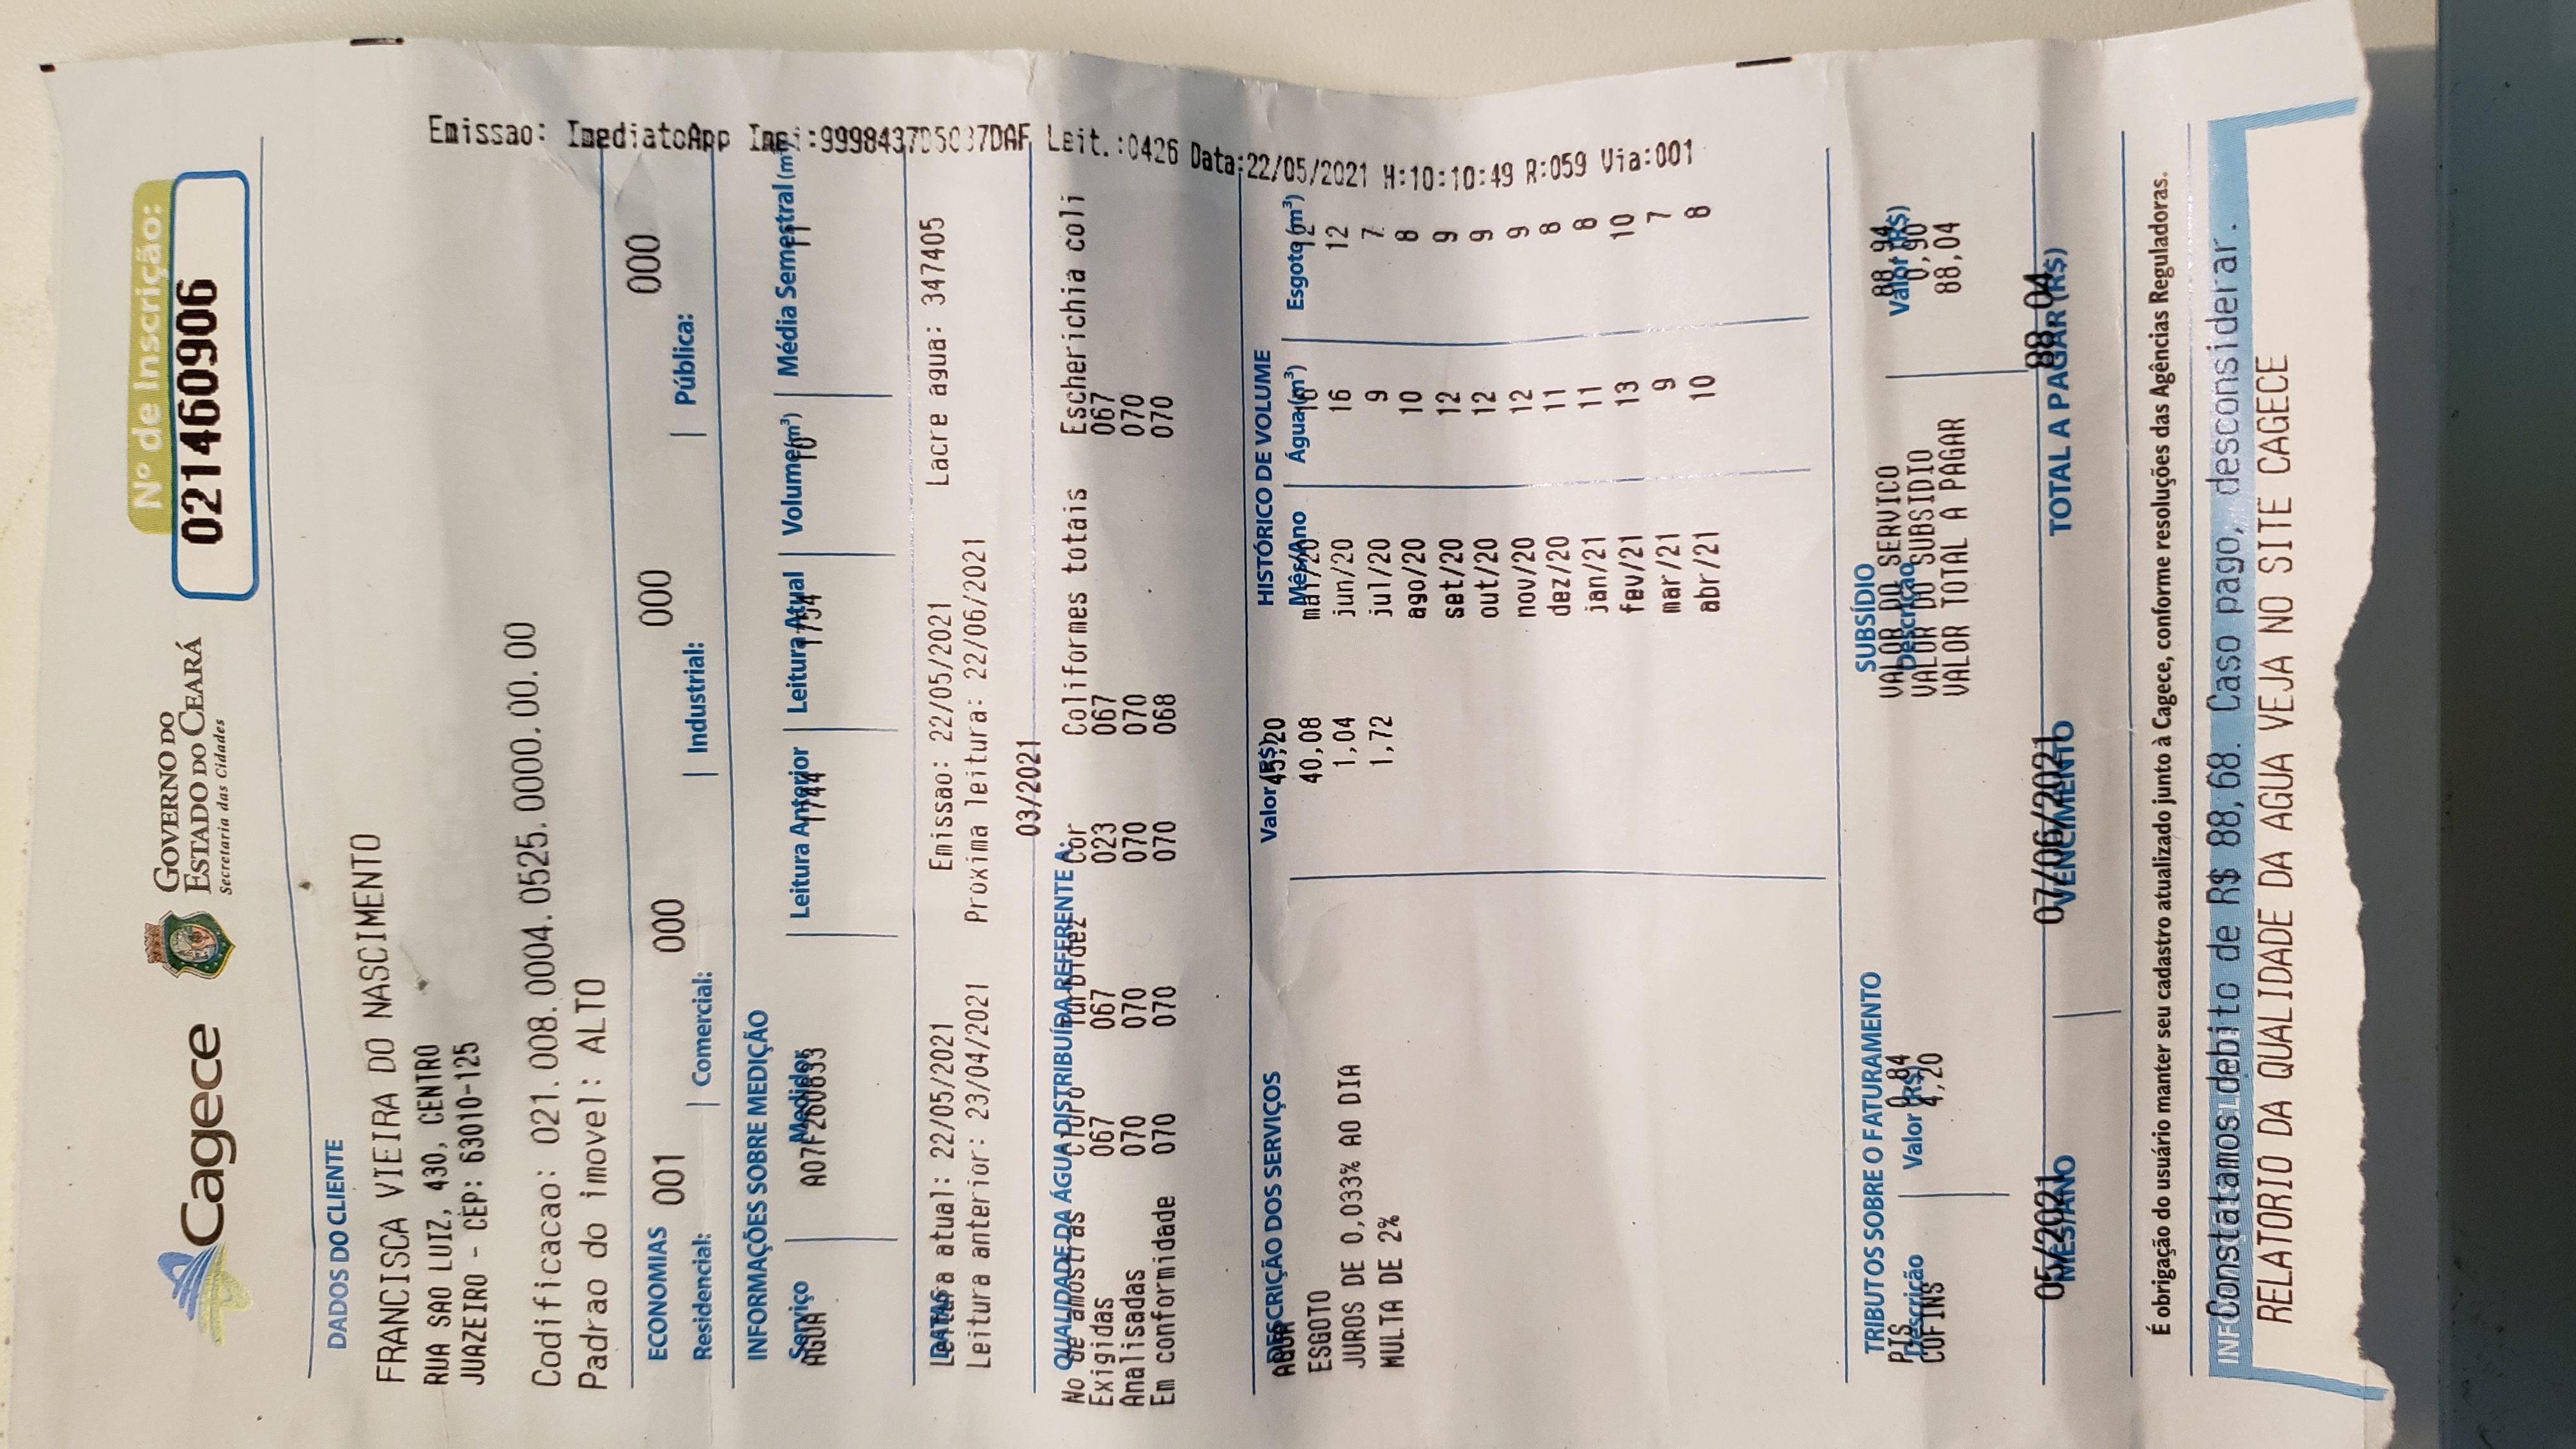 Cagece
GOVERNO DO
ESTADO DO CEARÁ
Secretaria das Cidades
Nº de Inscrição:
021460906
DADOS DO CLIENTE
FRANCISCA VIEIRA DO NASCIMENTO
RUA SAO LUIZ, 430, CENTRO
JUAZEIRO - CEP: 63010-125
Codificacao: 021.008.0004.0525.0000.00.00
Padrao do imovel: ALTO
ECONOMIAS 001 000 000 000
Residencial: Comercial: Industrial: Pública:
INFORMAÇÕES SOBRE MEDIÇÃO
Serviço Medidor Leitura Anterior Leitura Atual Volume (m³) Média Semestral (m³)
AGUA A07F260833 1744 1754 10 11
DATAS
Leitura atual: 22/05/2021 Emissao: 22/05/2021 Lacre agua: 347405
Leitura anterior: 23/04/2021 Proxima leitura: 22/06/2021
03/2021
QUALIDADE DA ÁGUA DISTRIBUÍDA REFERENTE A:
No de amostras Cloro Turbidez Cor Coliformes totais Escherichia coli
Exigidas 067 067 023 067 067
Analisadas 070 070 070 070 070
Em conformidade 070 070 070 068 070
DESCRIÇÃO DOS SERVIÇOS Valor (R$) HISTÓRICO DE VOLUME
Mês/Ano Água (m³) Esgoto (m³)
AGUA 45,20
ESGOTO 40,08 mai/20 16 12
JUROS DE 0,033% AO DIA 1,04 jun/20 16 12
MULTA DE 2% 1,72 jul/20 9 7
ago/20 10 8
set/20 12 9
out/20 12 9
nov/20 12 9
dez/20 11 8
jan/21 11 8
fev/21 13 10
mar/21 9 7
abr/21 10 8
TRIBUTOS SOBRE O FATURAMENTO SUBSÍDIO
Descrição Valor (R$) Descrição Valor (R$)
PIS 0,84 VALOR DO SERVICO 88,94
COFINS 4,20 VALOR DO SUBSIDIO 0,90
VALOR TOTAL A PAGAR 88,04
05/2021 07/06/2021 88,04
MÊS/ANO VENCIMENTO TOTAL A PAGAR (R$)
É obrigação do usuário manter seu cadastro atualizado junto à Cagece, conforme resoluções das Agências Reguladoras.
Constatamos debito de R$ 88,68. Caso pago, desconsiderar.
RELATORIO DA QUALIDADE DA AGUA VEJA NO SITE CAGECE
Emissao: ImediatoApp Leit.:0426 Data:22/05/2021 H:10:10:49 R:059 Via:001